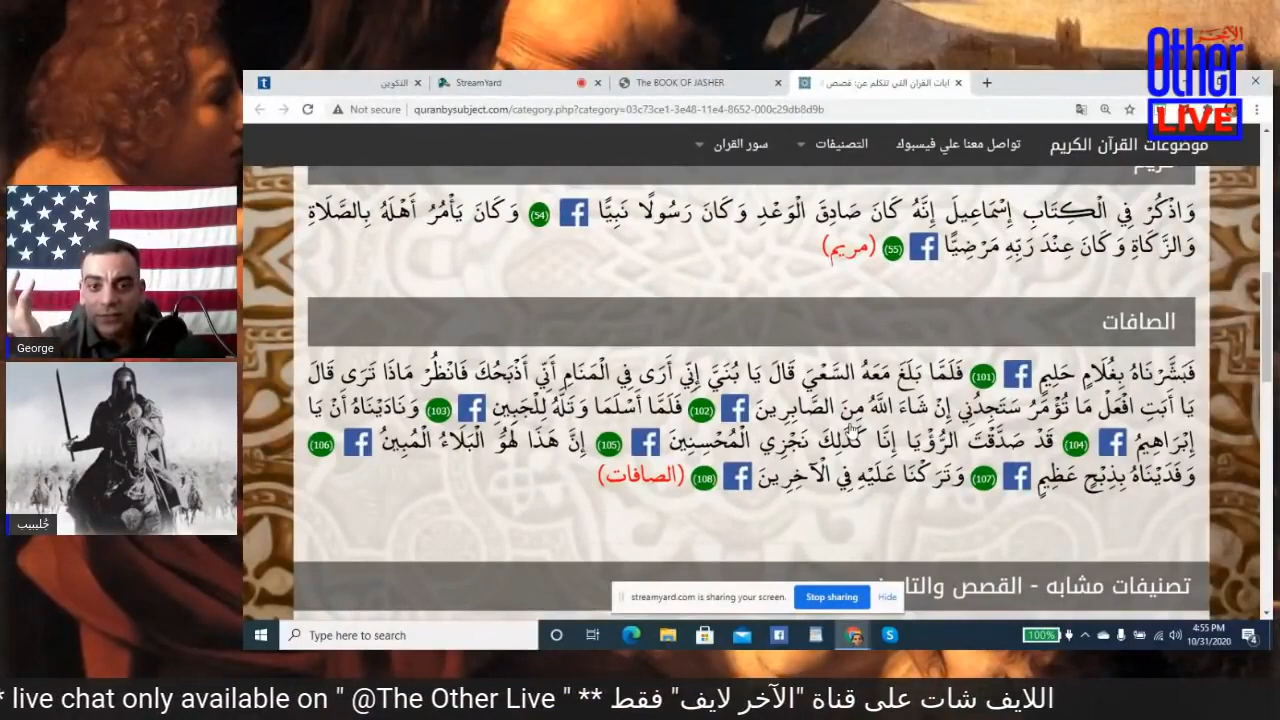 الآخر
Other
LIVE
التكوين
StreamYard
The BOOK OF JASHER
ايات القران التي تتكلم عن: قصص
Not secure
quranbysubject.com/category.php?category=03c73ce1-3e48-11e4-8652-000c29db8d9b
موضوعات القرآن الكريم
تواصل معنا علي فيسبوك
التصنيفات
سور القران
وَاذْكُرْ فِي الْكِتَابِ إِسْمَاعِيلَ إِنَّهُ كَانَ صَادِقَ الْوَعْدِ وَكَانَ رَسُولًا نَبِيًّا (54) وَكَانَ يَأْمُرُ أَهْلَهُ بِالصَّلَاةِ
وَالزَّكَاةِ وَكَانَ عِنْدَ رَبِّهِ مَرْضِيًّا (55) (مريم)
الصافات
فَبَشَّرْنَاهُ بِغُلَامٍ حَلِيمٍ (101) فَلَمَّا بَلَغَ مَعَهُ السَّعْيَ قَالَ يَا بُنَيَّ إِنِّي أَرَى فِي الْمَنَامِ أَنِّي أَذْبَحُكَ فَانْظُرْ مَاذَا تَرَى قَالَ
يَا أَبَتِ افْعَلْ مَا تُؤْمَرُ سَتَجِدُنِي إِنْ شَاءَ اللَّهُ مِنَ الصَّابِرِينَ (102) فَلَمَّا أَسْلَمَا وَتَلَّهُ لِلْجَبِينِ (103) وَنَادَيْنَاهُ أَنْ يَا
إِبْرَاهِيمُ (104) قَدْ صَدَّقْتَ الرُّؤْيَا إِنَّا كَذَلِكَ نَجْزِي الْمُحْسِنِينَ (105) إِنَّ هَذَا لَهُوَ الْبَلَاءُ الْمُبِينُ (106)
وَفَدَيْنَاهُ بِذِبْحٍ عَظِيمٍ (107) وَتَرَكْنَا عَلَيْهِ فِي الْآخِرِينَ (108) (الصافات)
تصنيفات مشابه - القصص والتا
streamyard.com is sharing your screen.
Stop sharing
Hide
George
جُليبيب
Type here to search
100%
4:55 PM
10/31/2020
4
* live chat only available on " @The Other Live " ** اللايف شات على قناة "الآخر لايف" فقط